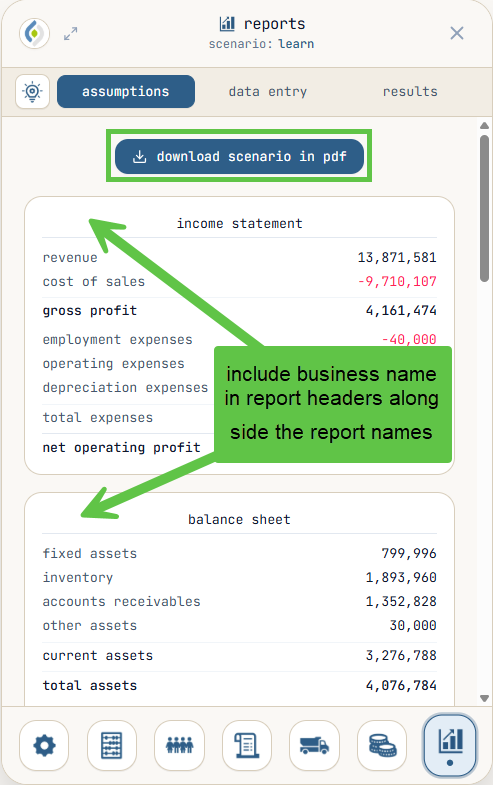 reports
scenario: learn
assumptions
data entry
results
download scenario in pdf
income statement
revenue 13,871,581
cost of sales -9,710,107
gross profit 4,161,474
employment expenses -40,000
operating expenses
depreciation expenses
total expenses
net operating profit
include business name
in report headers along
side the report names
balance sheet
fixed assets 799,996
inventory 1,893,960
accounts receivables 1,352,828
other assets 30,000
current assets 3,276,788
total assets 4,076,784